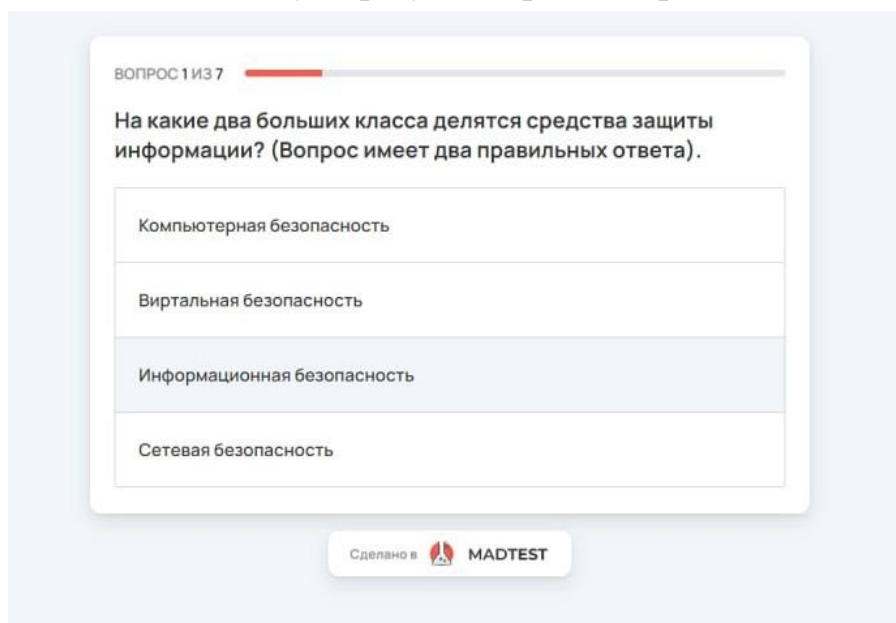 ВОПРОС 1 ИЗ 7
На какие два больших класса делятся средства защиты
информации? (Вопрос имеет два правильных ответа).
Компьютерная безопасность
Виртальная безопасность
Информационная безопасность
Сетевая безопасность
Сделано в MADTEST